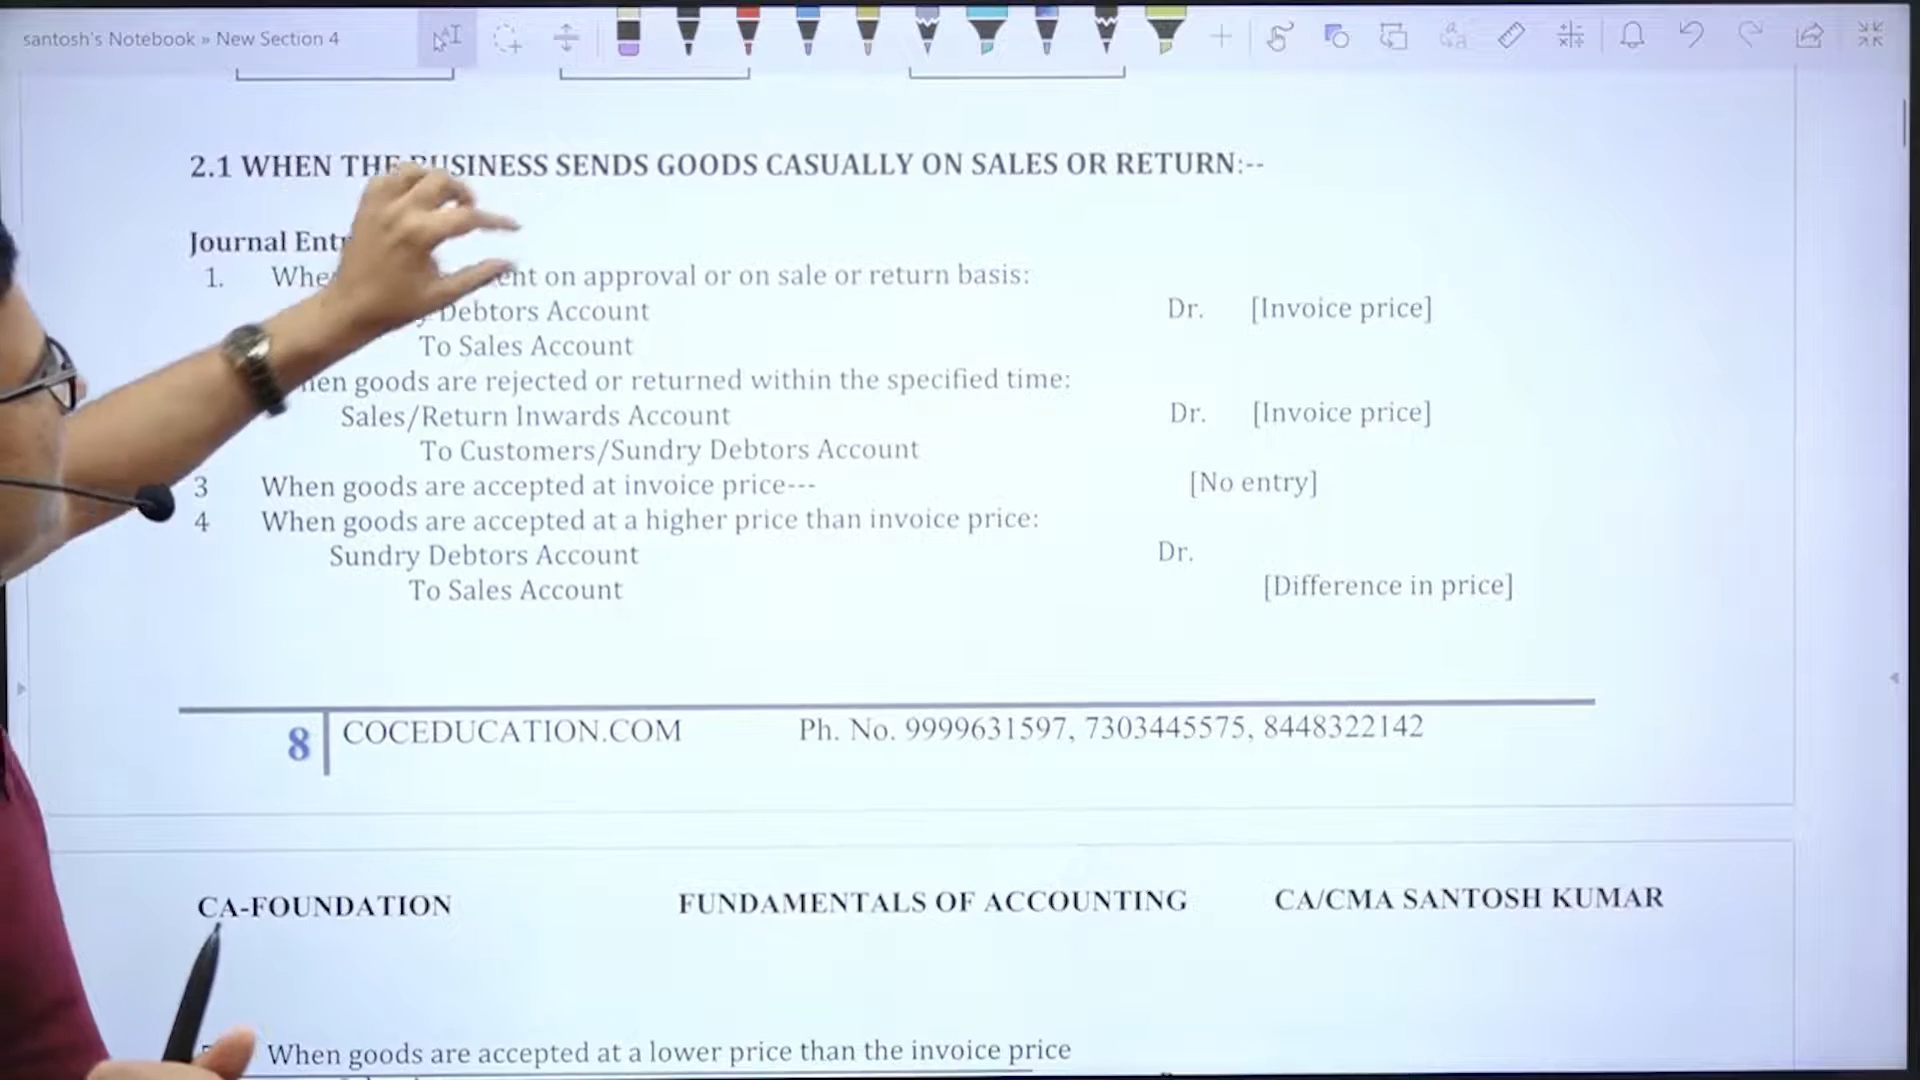 santosh's Notebook » New Section 4
2.1 WHEN THE BUSINESS SENDS GOODS CASUALLY ON SALES OR RETURN:--
Journal
1. on approval or on sale or return basis:
Debtors Account Dr. [Invoice price]
To Sales Account
goods are rejected or returned within the specified time:
Sales/Return Inwards Account Dr. [Invoice price]
To Customers/Sundry Debtors Account
3 When goods are accepted at invoice price--- [No entry]
4 When goods are accepted at a higher price than invoice price:
Sundry Debtors Account Dr.
To Sales Account [Difference in price]
8 COCEDUCATION.COM Ph. No. 9999631597, 7303445575, 8448322142
CA-FOUNDATION FUNDAMENTALS OF ACCOUNTING CA/CMA SANTOSH KUMAR
When goods are accepted at a lower price than the invoice price